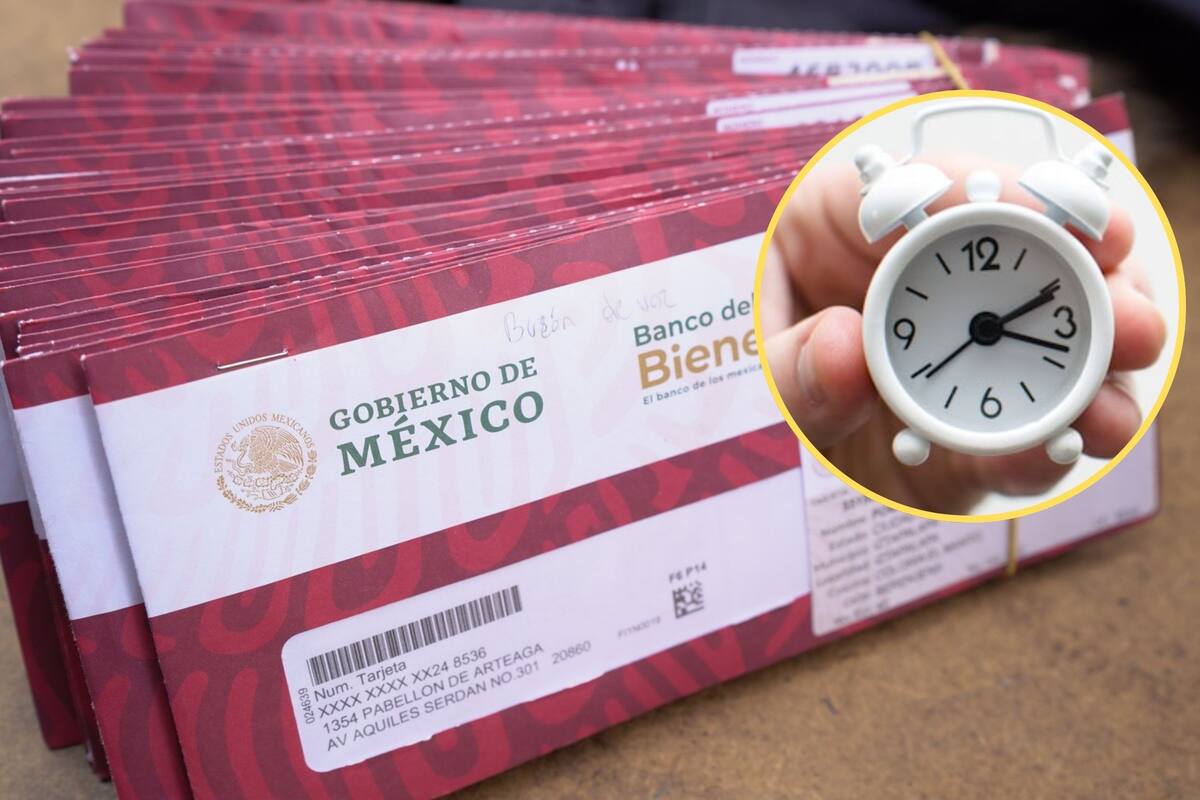 Buzón de voz
ESTADOS UNIDOS MEXICANOS
GOBIERNO DE
MÉXICO
Banco del
Biene
El banco de los mexica
024639
Num. Tarjeta
XXXX XXXX XX24 8536
1354 PABELLON DE ARTEAGA
AV AQUILES SERDAN NO.301 20860
F6 P14
12
3
6
9